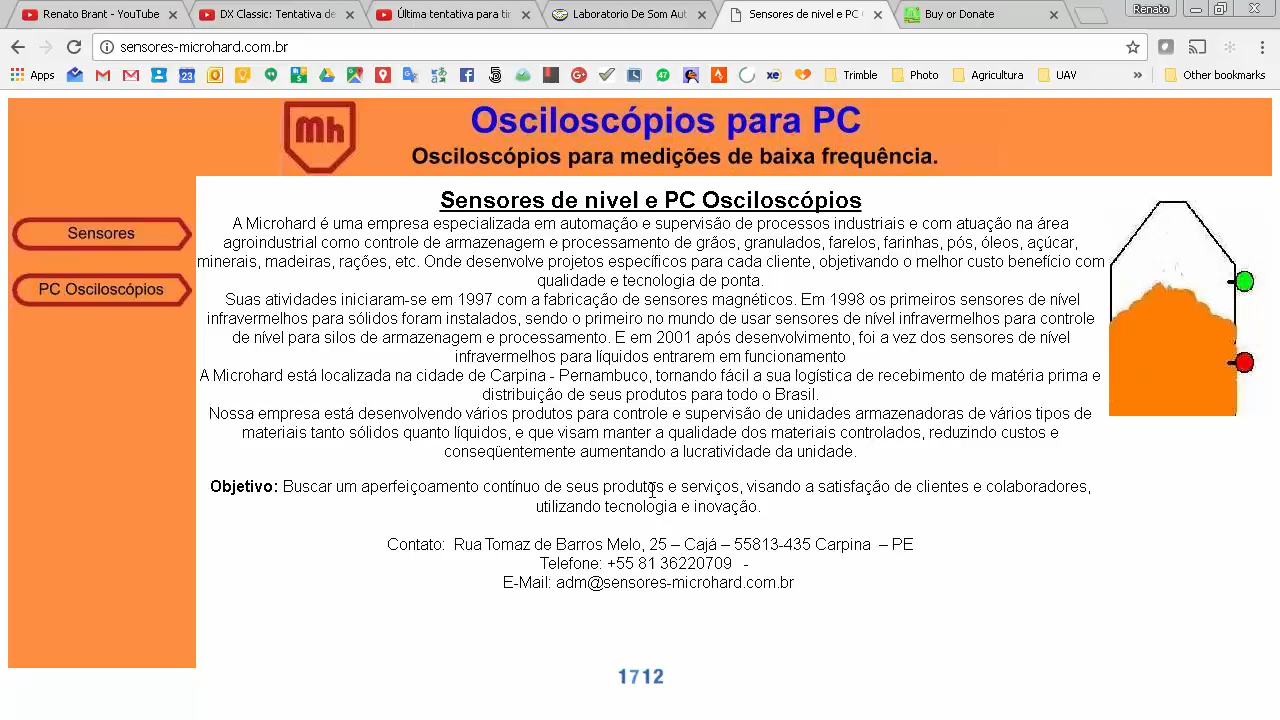 Renato Brant - YouTube
DX Classic: Tentativa de
Última tentativa para tir
Laboratorio De Som Aut
Sensores de nivel e PC
Buy or Donate
Renato
sensores-microhard.com.br
Apps
23
47
xe
Trimble
Photo
Agricultura
UAV
Other bookmarks
Mh
Osciloscópios para PC
Osciloscópios para medições de baixa frequência.
Sensores
PC Osciloscópios
Sensores de nivel e PC Osciloscópios
A Microhard é uma empresa especializada em automação e supervisão de processos industriais e com atuação na área
agroindustrial como controle de armazenagem e processamento de grãos, granulados, farelos, farinhas, pós, óleos, açúcar,
minerais, madeiras, rações, etc. Onde desenvolve projetos específicos para cada cliente, objetivando o melhor custo benefício com
qualidade e tecnologia de ponta.
Suas atividades iniciaram-se em 1987 com a fabricação de sensores magnéticos. Em 1998 os primeiros sensores de nível
infravermelhos para sólidos foram instalados, sendo o primeiro no mundo de usar sensores de nível infravermelhos para controle
de nível para silos de armazenagem e processamento. E em 2001 após desenvolvimento, foi a vez dos sensores de nível
infravermelhos para líquidos entrarem em funcionamento
A Microhard está localizada na cidade de Carpina - Pernambuco, tornando fácil a sua logística de recebimento de matéria prima e
distribuição de seus produtos para todo o Brasil.
Nossa empresa está desenvolvendo vários produtos para controle e supervisão de unidades armazenadoras de vários tipos de
materiais tanto sólidos quanto líquidos, e que visam manter a qualidade dos materiais controlados, reduzindo custos e
conseqüentemente aumentando a lucratividade da unidade.
Objetivo: Buscar um aperfeiçoamento contínuo de seus produtos e serviços, visando a satisfação de clientes e colaboradores,
utilizando tecnologia e inovação.
Contato: Rua Tomaz de Barros Melo, 25 – Cajá – 55813-435 Carpina – PE
Telefone: +55 81 36220709 -
E-Mail: adm@sensores-microhard.com.br
1712